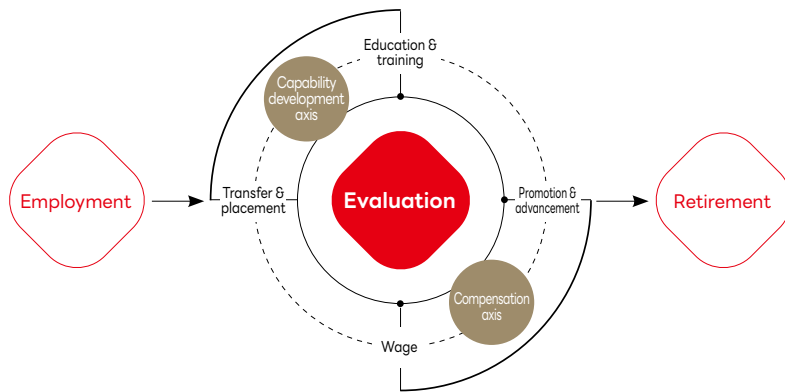 Education &
training
Capability
development
axis
Employment
Transfer &
placement
Evaluation
Promotion &
advancement
Retirement
Compensation
axis
Wage